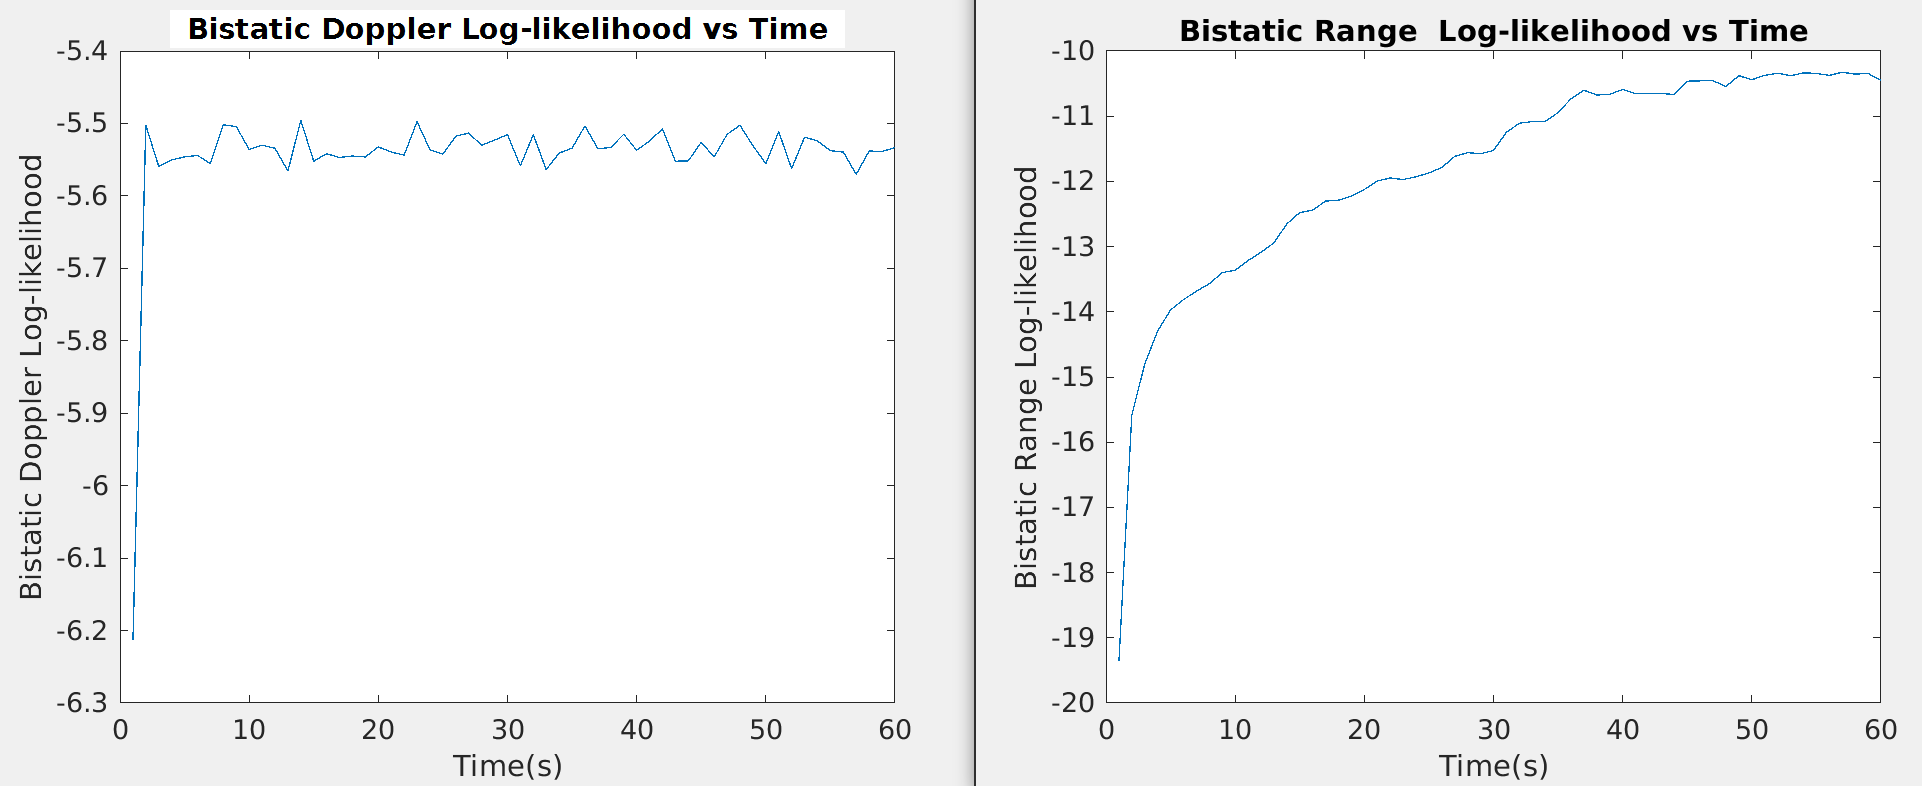 Bistatic Doppler Log-likelihood vs Time
Bistatic Doppler Log-likelihood
-5.4
-5.5
-5.6
-5.7
-5.8
-5.9
-6
-6.1
-6.2
-6.3
0 10 20 30 40 50 60
Time(s)
Bistatic Range  Log-likelihood vs Time
Bistatic Range Log-likelihood
-10
-11
-12
-13
-14
-15
-16
-17
-18
-19
-20
0 10 20 30 40 50 60
Time(s)